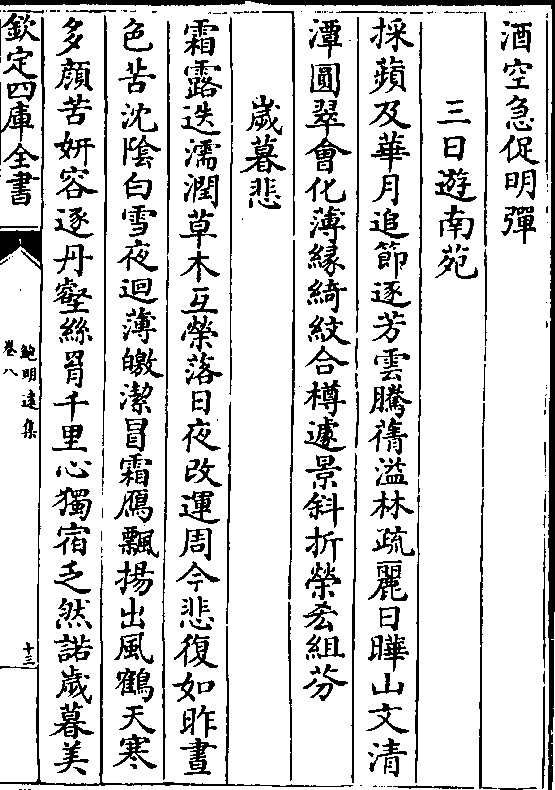 酒空急促明彈
三日遊南苑
採蘋及華月追節逐芳雲騰蒨溢林疏麗日曄山文清
潭圓翠會化薄緣綺紋合樽遽景斜折榮𠫤組芬
歲暮悲
霜露迭濡潤草木互榮落日夜改運周今悲復如昨晝
色苦沈陰白雪夜迴薄皦潔冒霜鴈飄揚出風鶴天寒
多顔苦妍容逐丹壑絲罥千里心獨宿乏然諾歲暮美
欽定四庫全書
鮑明遠集
卷八
十三